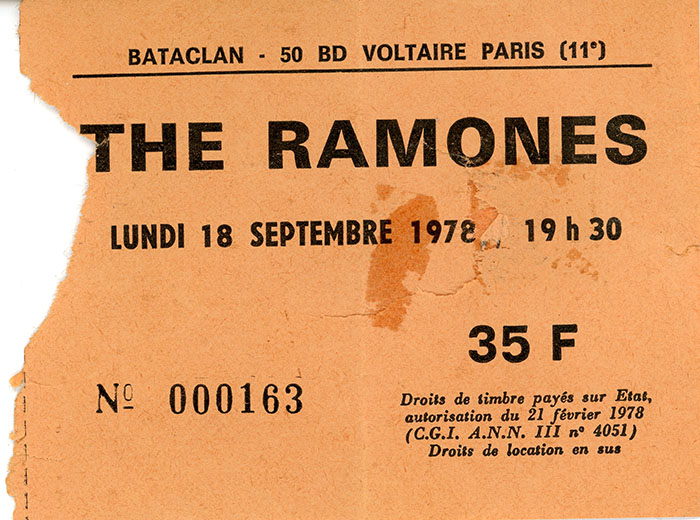 BATACLAN - 50 BD VOLTAIRE PARIS (11e)
THE RAMONES
LUNDI 18 SEPTEMBRE 1978 19 h 30
35 F
Nº 000163
Droits de timbre payés sur Etat,
autorisation du 21 février 1978
(C.G.I. A.N.N. III nº 4051)
Droits de location en sus